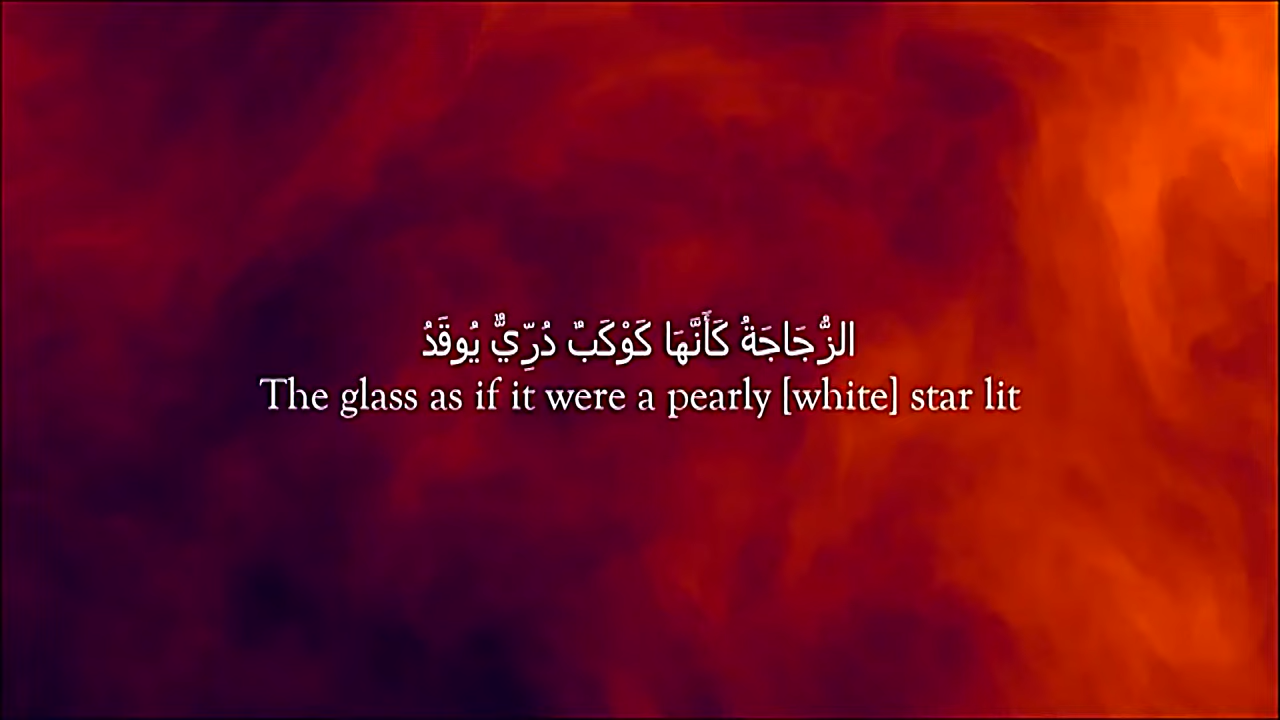 الزُّجَاجَةُ كَأَنَّهَا كَوْكَبٌ دُرِّيٌّ يُوقَدُ
The glass as if it were a pearly [white] star lit